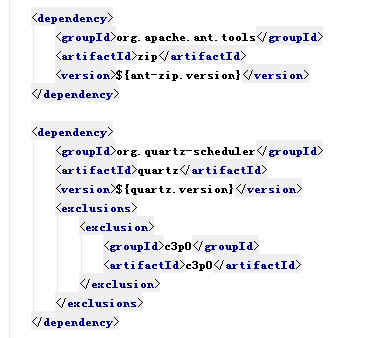 <dependency>
<groupId>org.apache.ant.tools</groupId>
<artifactId>zip</artifactId>
<version>${ant-zip.version}</version>
</dependency>
<dependency>
<groupId>org.quartz-scheduler</groupId>
<artifactId>quartz</artifactId>
<version>${quartz.version}</version>
<exclusions>
<exclusion>
<groupId>c3p0</groupId>
<artifactId>c3p0</artifactId>
</exclusion>
</exclusions>
</dependency>